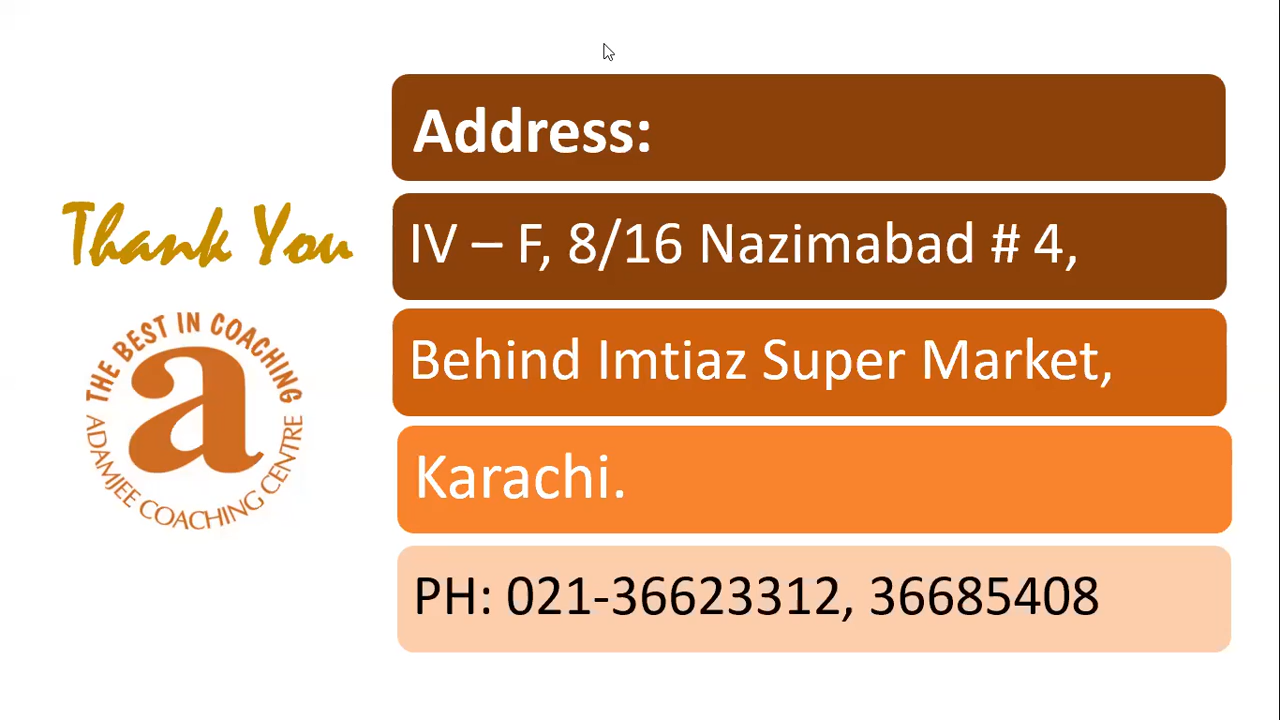 Thank You
THE BEST IN COACHING
ADAMJEE COACHING CENTRE
Address:
IV – F, 8/16 Nazimabad # 4,
Behind Imtiaz Super Market,
Karachi.
PH: 021-36623312, 36685408